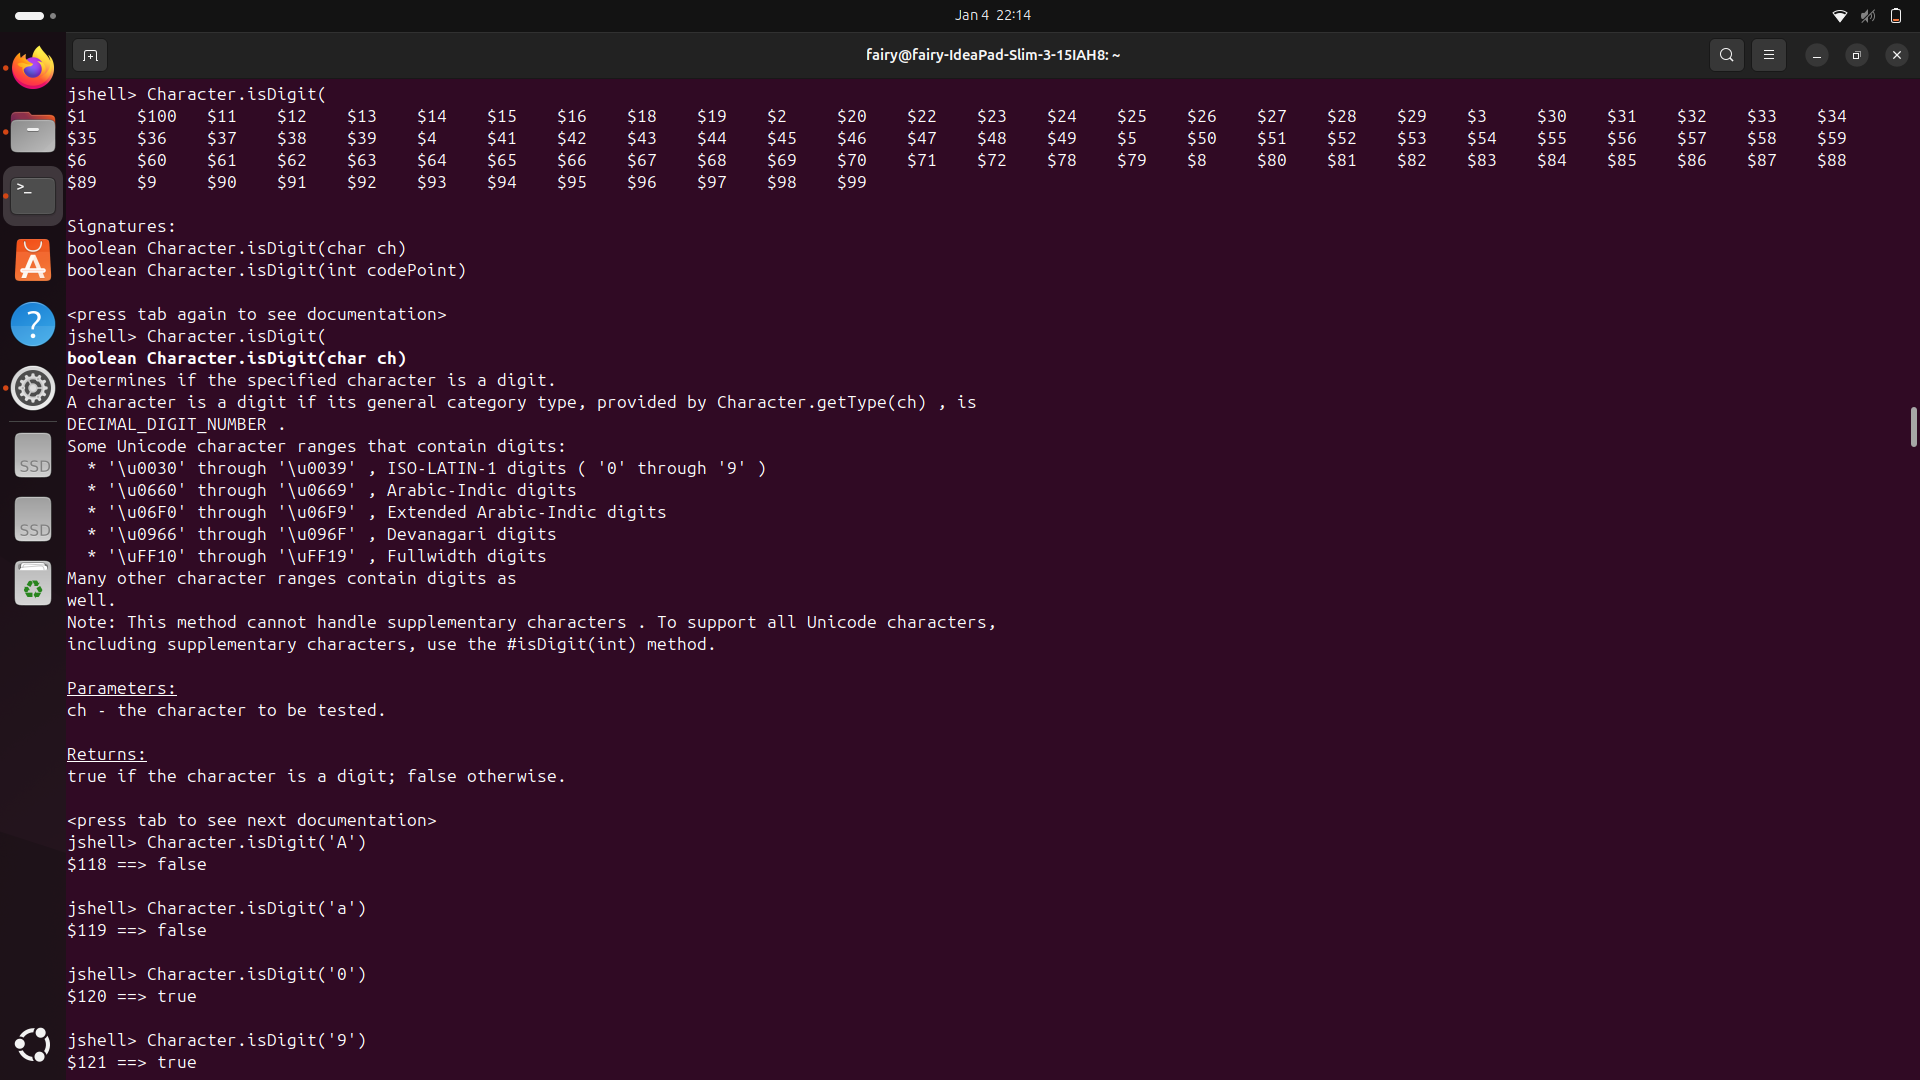 Jan 4 22:14
fairy@fairy-IdeaPad-Slim-3-15IAH8: ~
jshell> Character.isDigit(
$1 $100 $11 $12 $13 $14 $15 $16 $18 $19 $2 $20 $22 $23 $24 $25 $26 $27 $28 $29 $3 $30 $31 $32 $33 $34
$35 $36 $37 $38 $39 $4 $41 $42 $43 $44 $45 $46 $47 $48 $49 $5 $50 $51 $52 $53 $54 $55 $56 $57 $58 $59
$6 $60 $61 $62 $63 $64 $65 $66 $67 $68 $69 $70 $71 $72 $78 $79 $8 $80 $81 $82 $83 $84 $85 $86 $87 $88
$89 $9 $90 $91 $92 $93 $94 $95 $96 $97 $98 $99
Signatures:
boolean Character.isDigit(char ch)
boolean Character.isDigit(int codePoint)
<press tab again to see documentation>
jshell> Character.isDigit(
boolean Character.isDigit(char ch)
Determines if the specified character is a digit.
A character is a digit if its general category type, provided by Character.getType(ch) , is
DECIMAL_DIGIT_NUMBER .
Some Unicode character ranges that contain digits:
* '\u0030' through '\u0039' , ISO-LATIN-1 digits ( '0' through '9' )
* '\u0660' through '\u0669' , Arabic-Indic digits
* '\u06F0' through '\u06F9' , Extended Arabic-Indic digits
* '\u0966' through '\u096F' , Devanagari digits
* '\uFF10' through '\uFF19' , Fullwidth digits
Many other character ranges contain digits as
well.
Note: This method cannot handle supplementary characters . To support all Unicode characters,
including supplementary characters, use the #isDigit(int) method.
Parameters:
ch - the character to be tested.
Returns:
true if the character is a digit; false otherwise.
<press tab to see next documentation>
jshell> Character.isDigit('A')
$118 ==> false
jshell> Character.isDigit('a')
$119 ==> false
jshell> Character.isDigit('0')
$120 ==> true
jshell> Character.isDigit('9')
$121 ==> true
>_
?
SSD
SSD